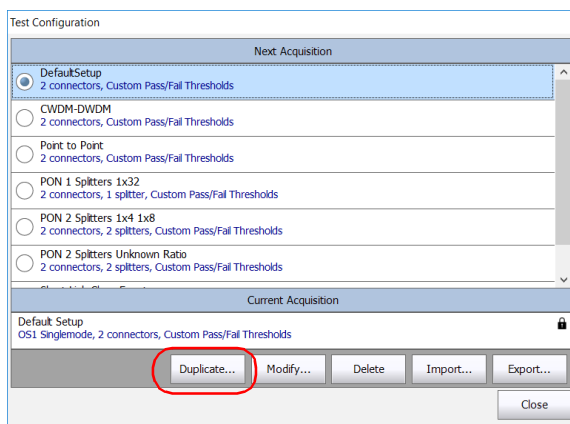 Test Configuration
Next Acquisition
DefaultSetup
2 connectors, Custom Pass/Fail Thresholds
CWDM-DWDM
2 connectors, Custom Pass/Fail Thresholds
Point to Point
2 connectors, Custom Pass/Fail Thresholds
PON 1 Splitters 1x32
2 connectors, 1 splitter, Custom Pass/Fail Thresholds
PON 2 Splitters 1x4 1x8
2 connectors, 2 splitters, Custom Pass/Fail Thresholds
PON 2 Splitters Unknown Ratio
2 connectors, 2 splitters, Custom Pass/Fail Thresholds
Current Acquisition
Default Setup
OS1 Singlemode, 2 connectors, Custom Pass/Fail Thresholds
Duplicate... Modify... Delete Import... Export...
Close